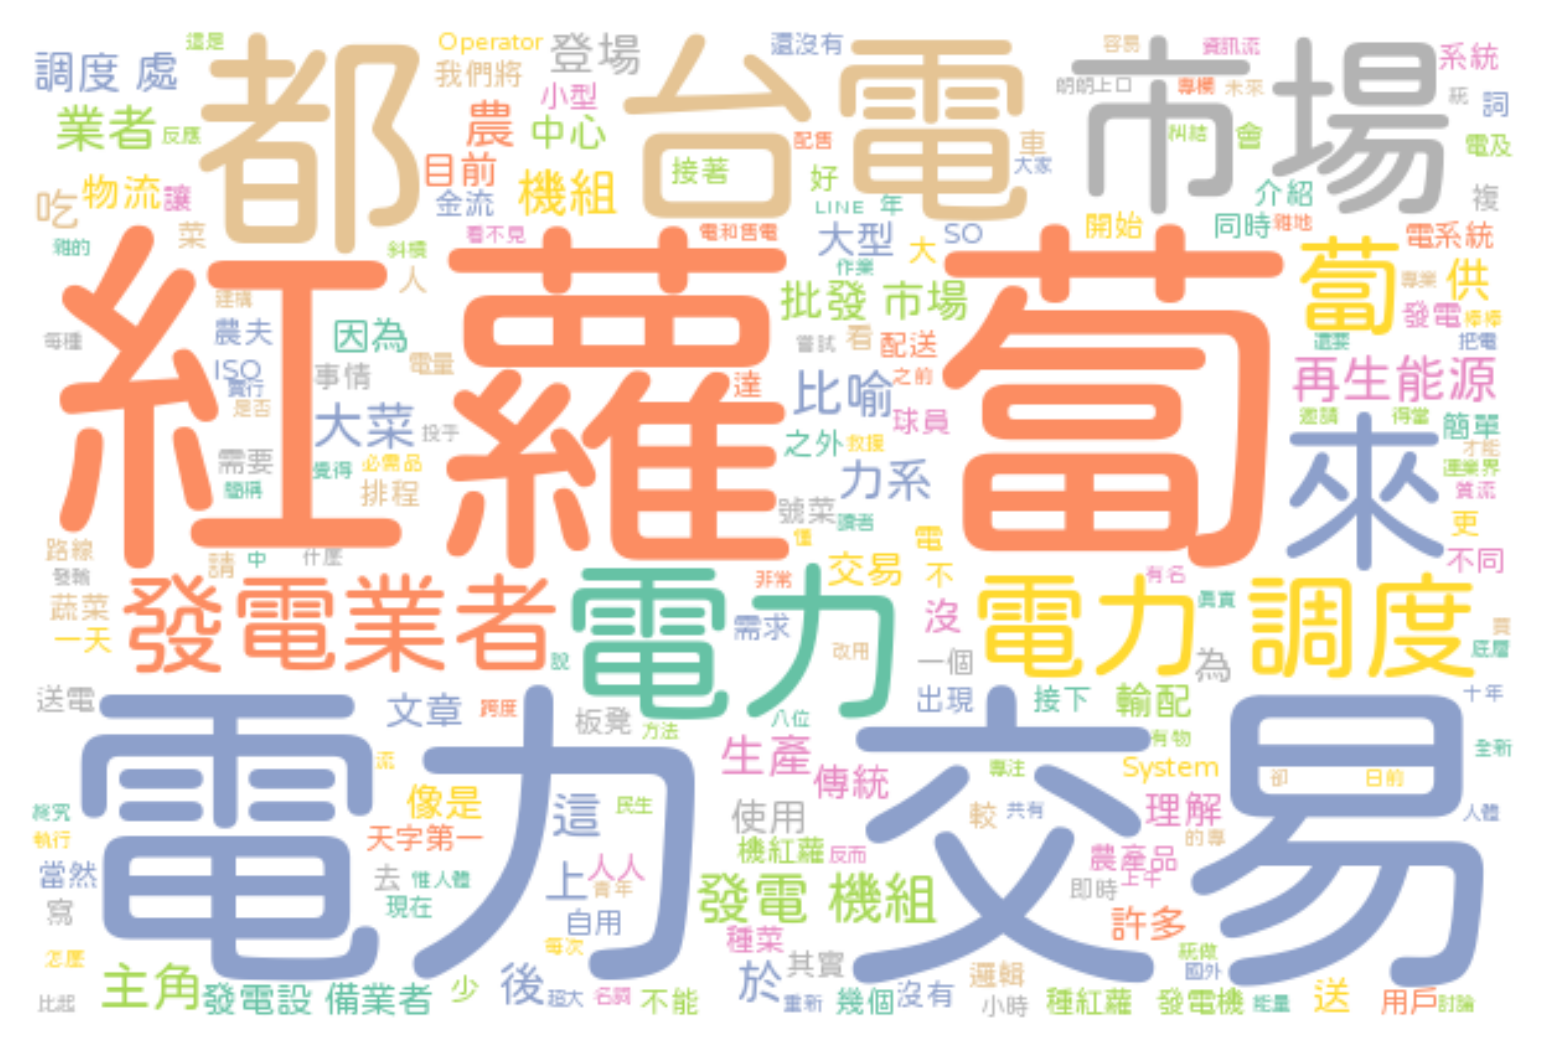 這是
Operator
登場
還沒有
容易
資訊流
系統
調度 處
都
我們將
台電
市場
朗朗上口
專欄
未來
統
詞
小型
業者
反應
農
中心
配售
車
糾結
會
電及
目前
接著
大家
吃
物流
讓
金流
機組
好
LINE
年
介紹
複
雜的
菜
看不見
電和售電
大型
大
SO
開始
同時
雜地
電系統
斜槓
人
作業
蔔
專業
供
建構
批發 市場
發電
棒棒
每種
農夫
因為
電量
紅蘿蔔
嘗試
看
配送
還要
把電
ISO
事情
之前
達
比喻
再生能源
實行
是否
大菜
投手
球員
來
邀請
得當
簡單
之外
救援
才能
需要
覺得
必需品
力系
運業界
簡稱
排程
號菜
讀者
質流
更
懂
路線
請
中
什麼
電
不同
發輸
交易
不
非常
有名
蔬菜
發電業者
電力
需求
沒
電力 調度
真實
買
一天
說
改用
一個
為
底層
送電
文章
跨度
板凳
方法
八位
出現
接下
輸配
十年
電力 交易
流
生產
有物
全新
傳統
專注
System
卻
日前
終究
像是
這
民生
使用
較
共有
理解
人體
執行
天字第一
機紅蘿
反而
的專
當然
去
惟人體
上
人人
青年
發電 機組
農產品
上午
即時
寫
現在
自用
種菜
許多
怎麼
每次
其實
統做
主角
發電設 備業者
少
後
超大
名詞
不能
於
重新
幾個
沒有
邏輯
小時
種紅蘿
國外
發電機
能量
送
用戶
討論
比起